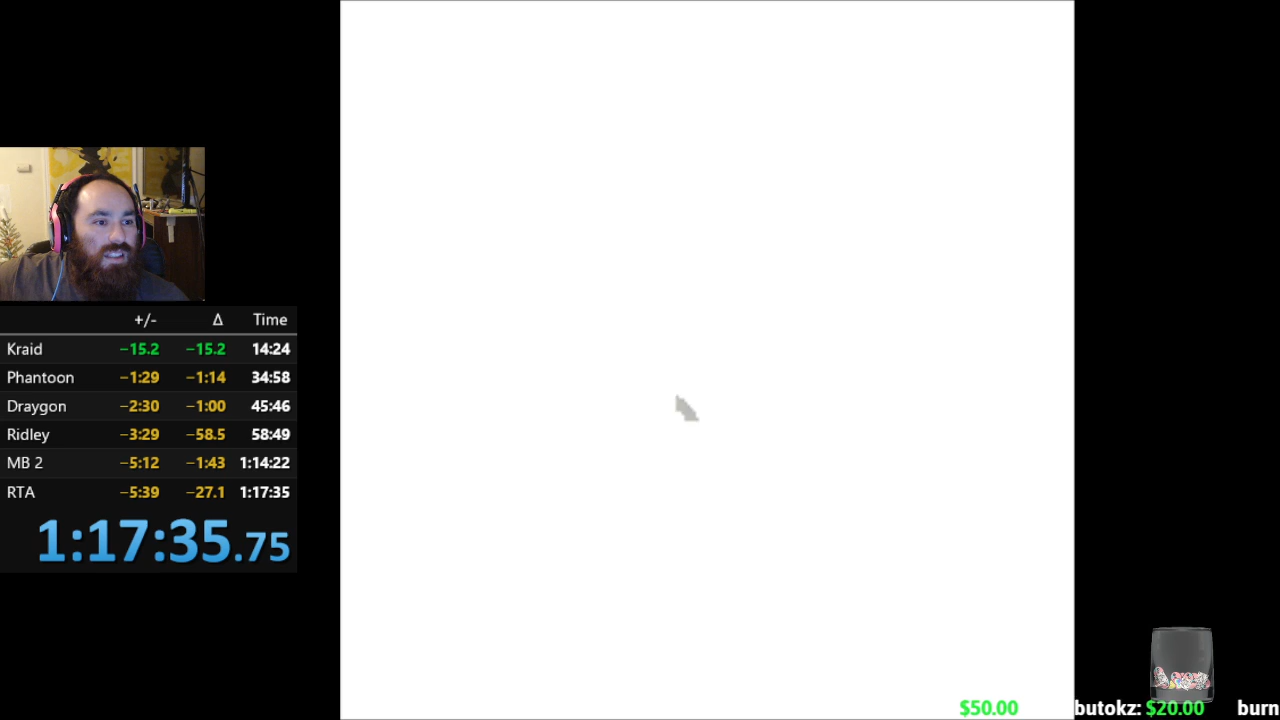 +/- Δ Time
Kraid −15.2 −15.2 14:24
Phantoon −1:29 −1:14 34:58
Draygon −2:30 −1:00 45:46
Ridley −3:29 −58.5 58:49
MB 2 −5:12 −1:43 1:14:22
RTA −5:39 −27.1 1:17:35
1:17:35.75
$50.00 butokz: $20.00 burn